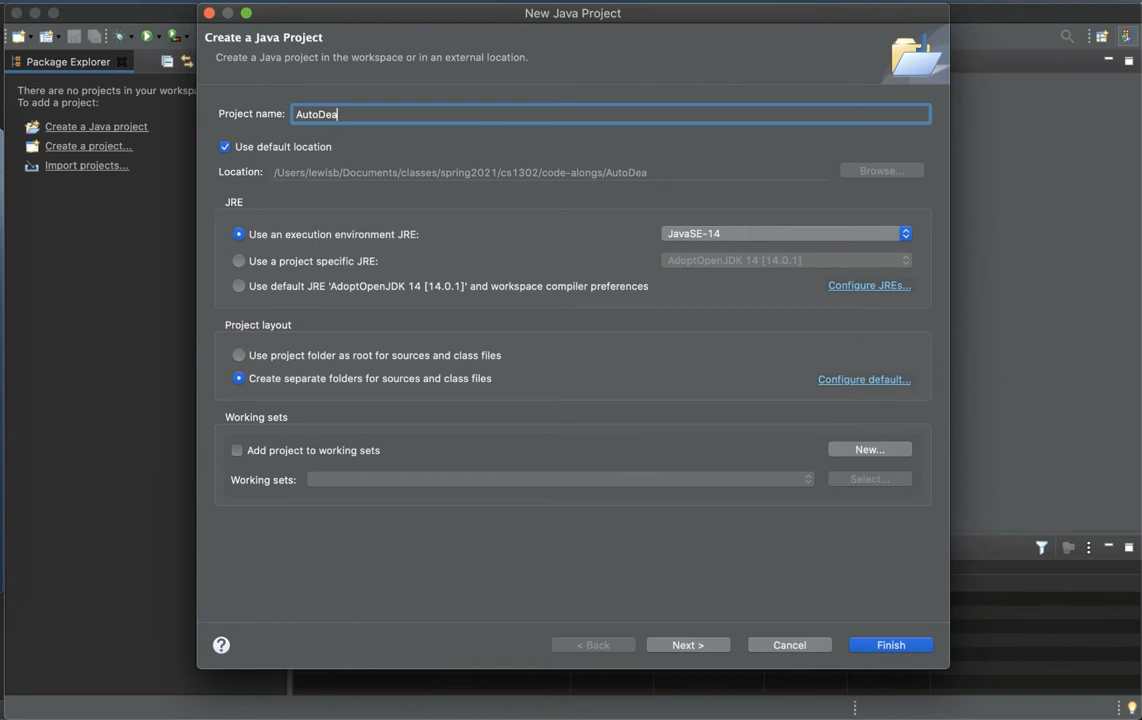 New Java Project
Package Explorer
There are no projects in your workspa
To add a project:
Create a Java project
Create a project...
Import projects...
Create a Java Project
Create a Java project in the workspace or in an external location.
Project name: AutoDea
Use default location
Location: /Users/lewisb/Documents/classes/spring2021/cs1302/code-alongs/AutoDea Browse...
JRE
Use an execution environment JRE: JavaSE-14
Use a project specific JRE: AdoptOpenJDK 14 [14.0.1]
Use default JRE 'AdoptOpenJDK 14 [14.0.1]' and workspace compiler preferences Configure JREs...
Project layout
Use project folder as root for sources and class files
Create separate folders for sources and class files Configure default...
Working sets
Add project to working sets New...
Working sets: Select...
? < Back Next > Cancel Finish